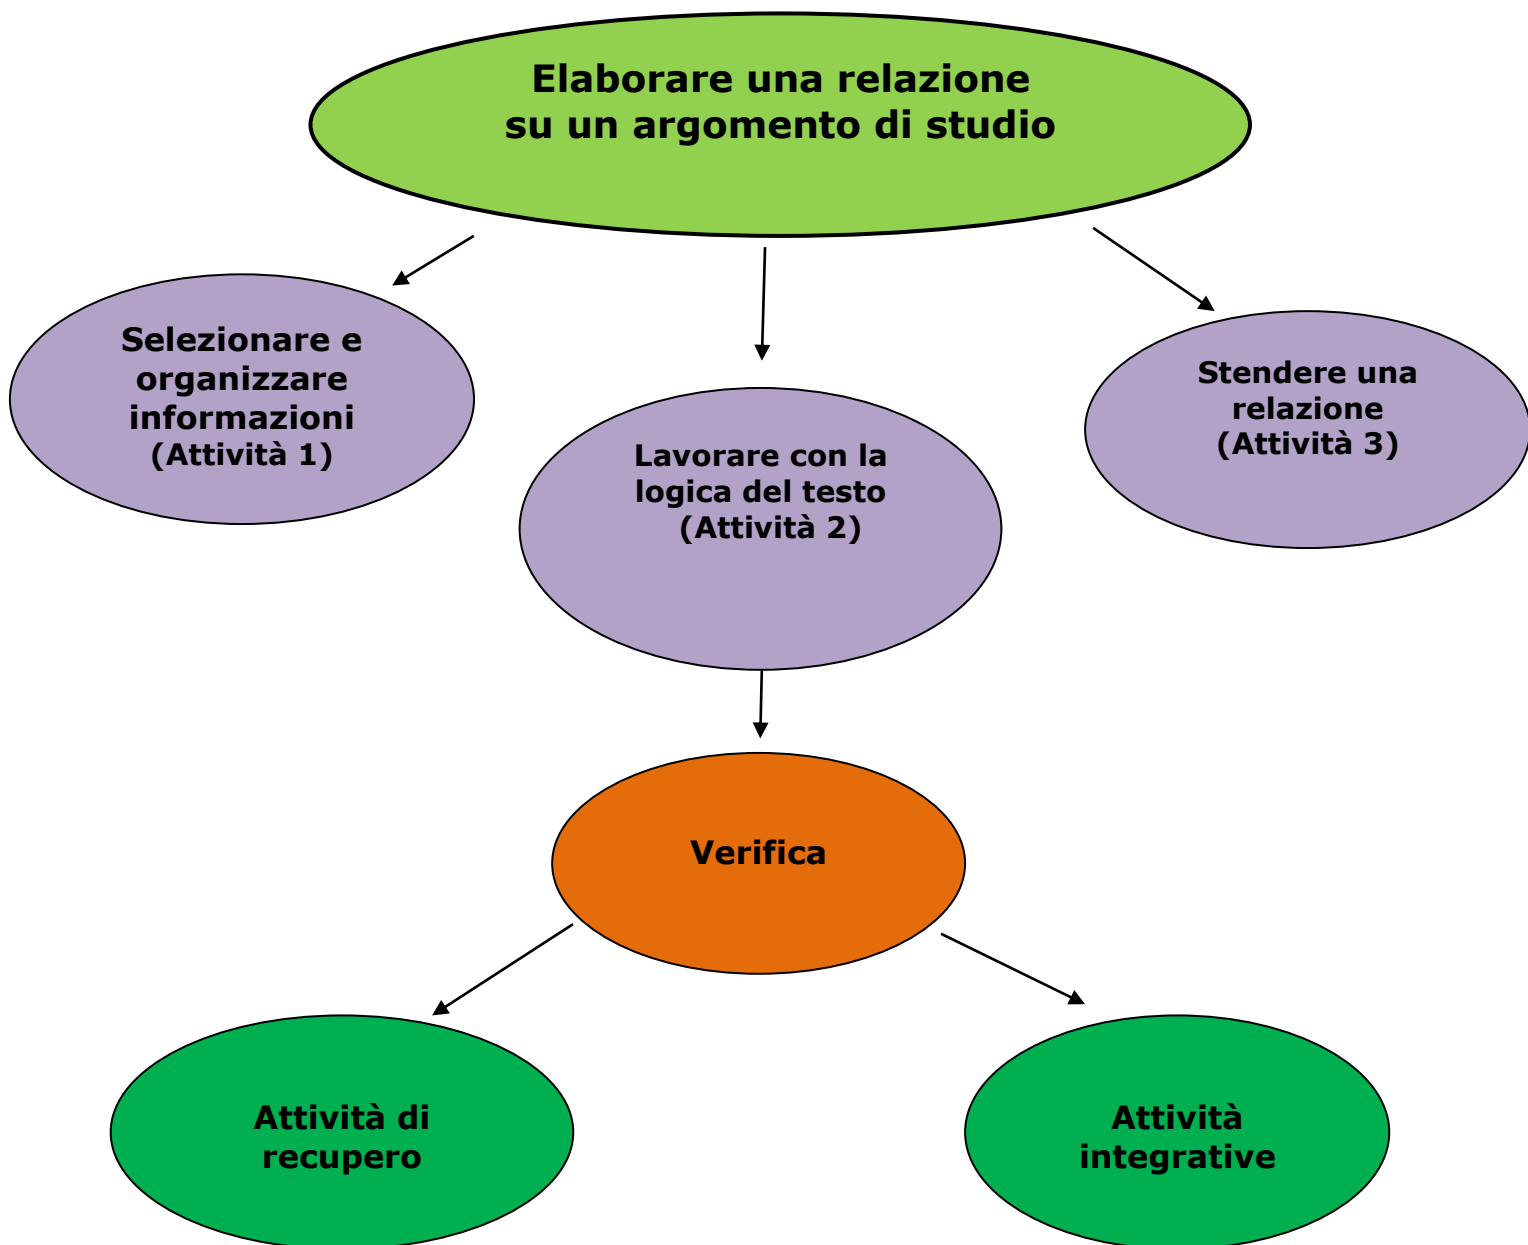 Elaborare una relazione
su un argomento di studio
Selezionare e
organizzare
informazioni
(Attività 1)
Lavorare con la
logica del testo
(Attività 2)
Stendere una
relazione
(Attività 3)
Verifica
Attività di
recupero
Attività
integrative